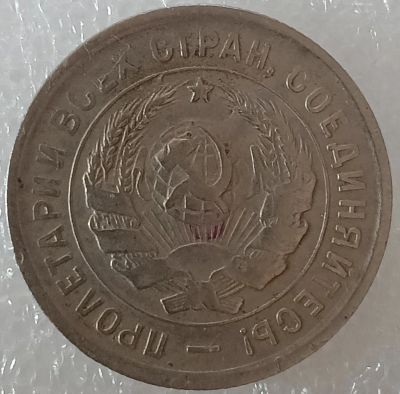 ПРОЛЕТАРИИ ВСЕХ СТРАН, СОЕДИНЯЙТЕСЬ! —